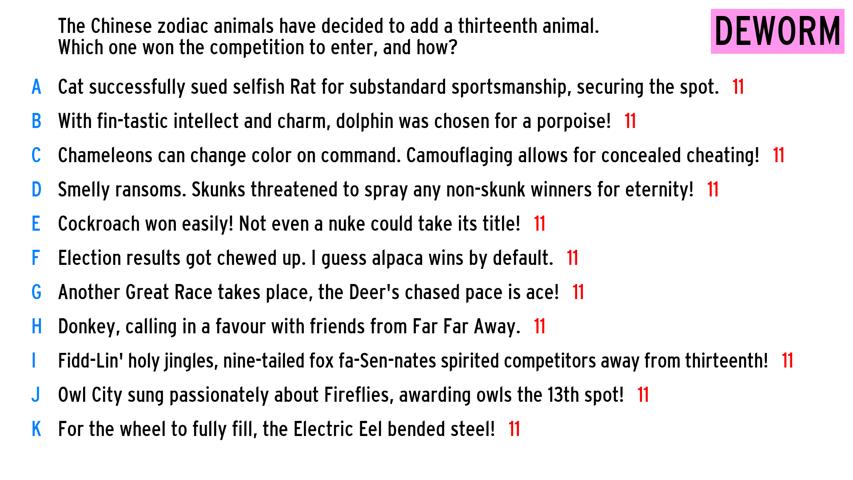 The Chinese zodiac animals have decided to add a thirteenth animal.
Which one won the competition to enter, and how?
DEWORM
A Cat successfully sued selfish Rat for substandard sportsmanship, securing the spot. 11
B With fin-tastic intellect and charm, dolphin was chosen for a porpoise! 11
C Chameleons can change color on command. Camouflaging allows for concealed cheating! 11
D Smelly ransoms. Skunks threatened to spray any non-skunk winners for eternity! 11
E Cockroach won easily! Not even a nuke could take its title! 11
F Election results got chewed up. I guess alpaca wins by default. 11
G Another Great Race takes place, the Deer's chased pace is ace! 11
H Donkey, calling in a favour with friends from Far Far Away. 11
I Fidd-Lin' holy jingles, nine-tailed fox fa-Sen-nates spirited competitors away from thirteenth! 11
J Owl City sung passionately about Fireflies, awarding owls the 13th spot! 11
K For the wheel to fully fill, the Electric Eel bended steel! 11